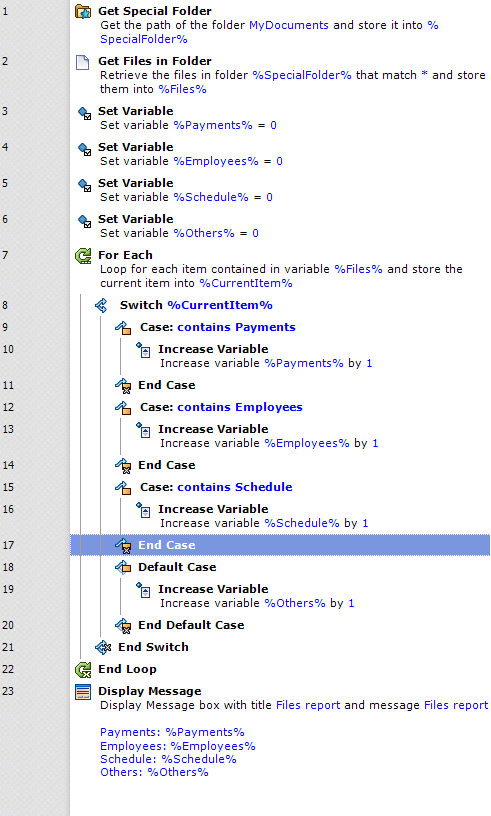 1 Get Special Folder
Get the path of the folder MyDocuments and store it into %
SpecialFolder%
2 Get Files in Folder
Retrieve the files in folder %SpecialFolder% that match * and store
them into %Files%
3 Set Variable
Set variable %Payments% = 0
4 Set Variable
Set variable %Employees% = 0
5 Set Variable
Set variable %Schedule% = 0
6 Set Variable
Set variable %Others% = 0
7 For Each
Loop for each item contained in variable %Files% and store the
current item into %CurrentItem%
8 Switch %CurrentItem%
9 Case: contains Payments
10 Increase Variable
Increase variable %Payments% by 1
11 End Case
12 Case: contains Employees
13 Increase Variable
Increase variable %Employees% by 1
14 End Case
15 Case: contains Schedule
16 Increase Variable
Increase variable %Schedule% by 1
17 End Case
18 Default Case
19 Increase Variable
Increase variable %Others% by 1
20 End Default Case
21 End Switch
22 End Loop
23 Display Message
Display Message box with title Files report and message Files report
Payments: %Payments%
Employees: %Employees%
Schedule: %Schedule%
Others: %Others%